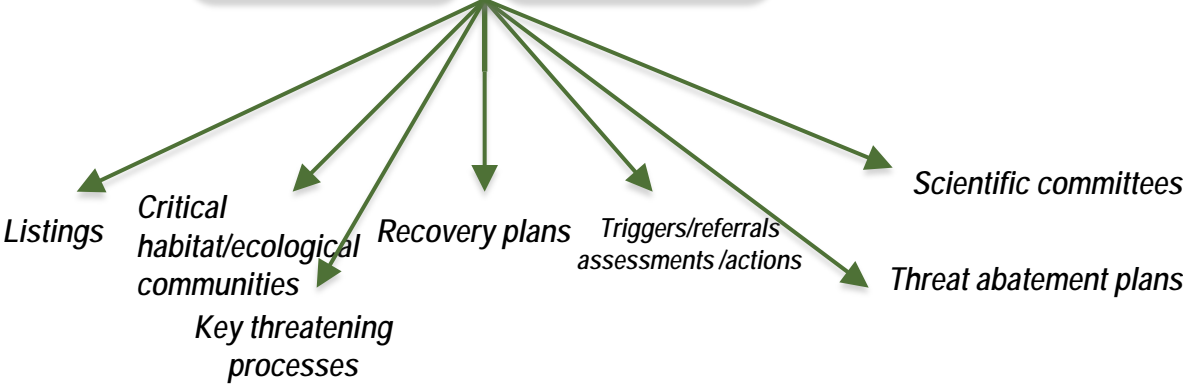 Listings
Critical
habitat/ecological
communities
Key threatening
processes
Recovery plans
Triggers/referrals
assessments /actions
Scientific committees
Threat abatement plans